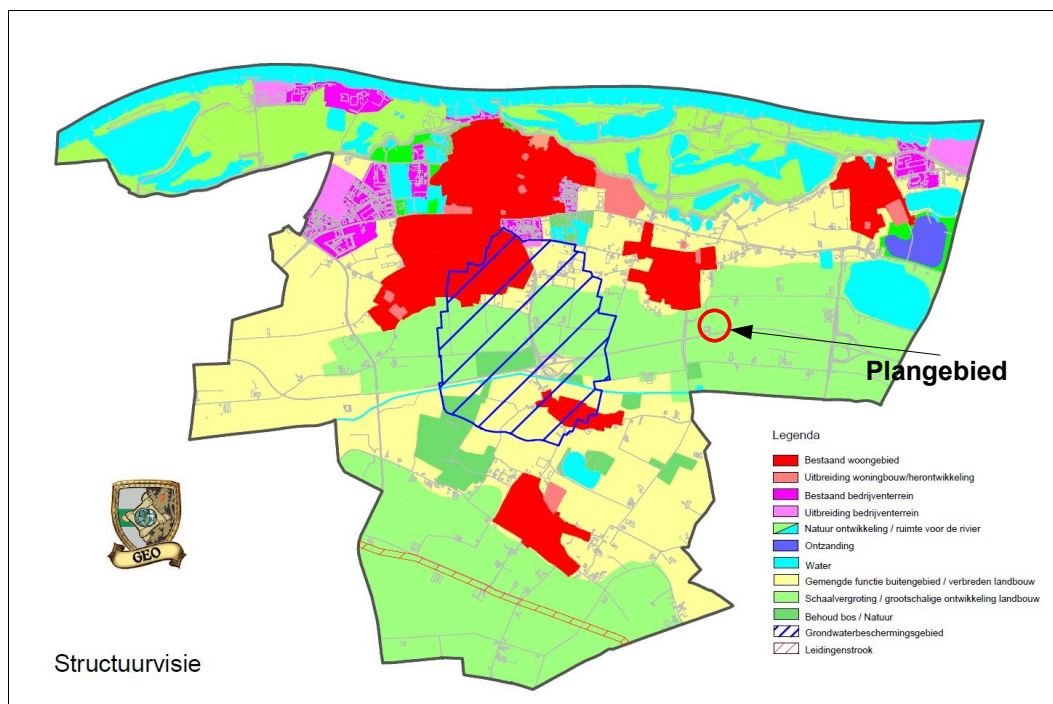 Plangebied
Legenda
Bestaand woongebied
Uitbreiding woningbouw/herontwikkeling
Bestaand bedrijventerrein
Uitbreiding bedrijventerrein
Natuur ontwikkeling / ruimte voor de rivier
Ontzanding
Water
Gemengde functie buitengebied / verbreden landbouw
Schaalvergroting / grootschalige ontwikkeling landbouw
Behoud bos / Natuur
Grondwaterbeschermingsgebied
Leidingenstrook
GEO
Structuurvisie